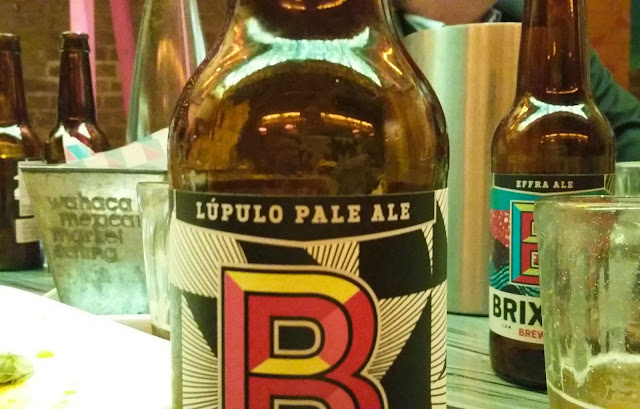 wahaca
mexican
market
eating
LÚPULO PALE ALE
B
EFFRA ALE
BRIX
BREW